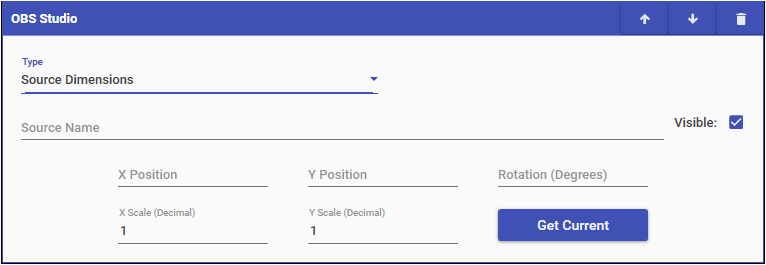 OBS Studio
Type
Source Dimensions
Source Name
Visible:
X Position
Y Position
Rotation (Degrees)
X Scale (Decimal)
Y Scale (Decimal)
1
1
Get Current